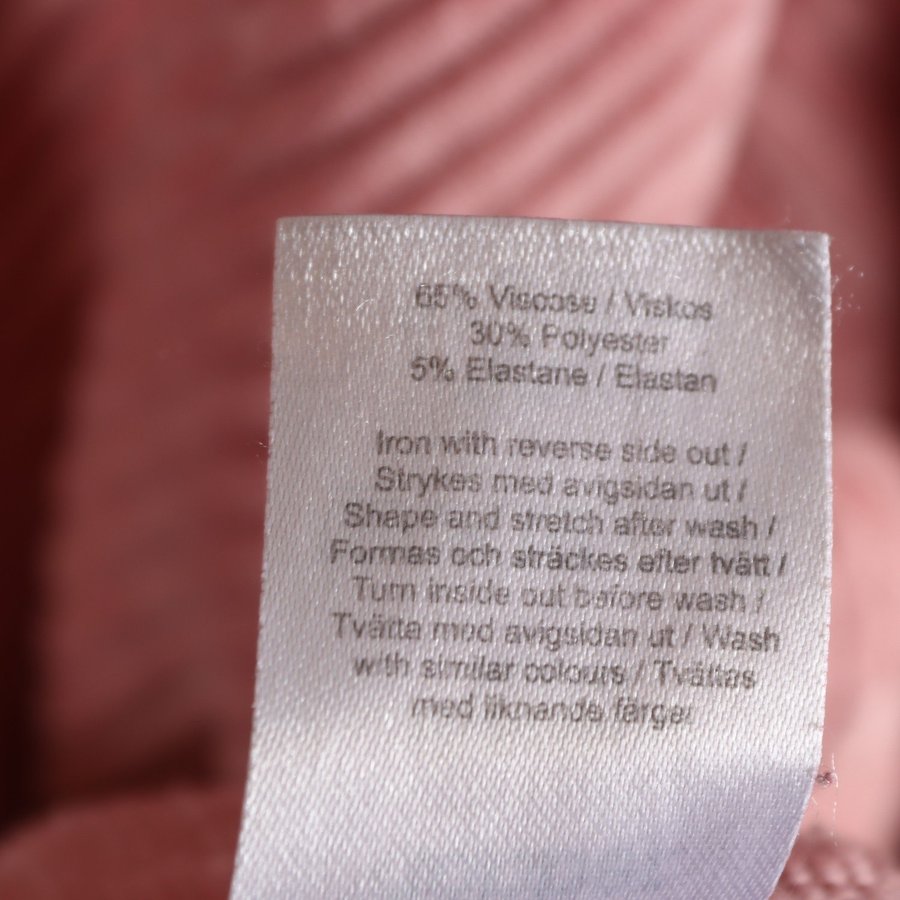 65% Viscose / Viskos
30% Polyester
5% Elastane / Elastan
Iron with reverse side out /
Strykes med avigsidan ut /
Shape and stretch after wash /
Formas och sträckes efter tvätt /
Turn inside out before wash /
Tvätta med avigsidan ut / Wash
with similar colours / Tvättas
med liknande färger